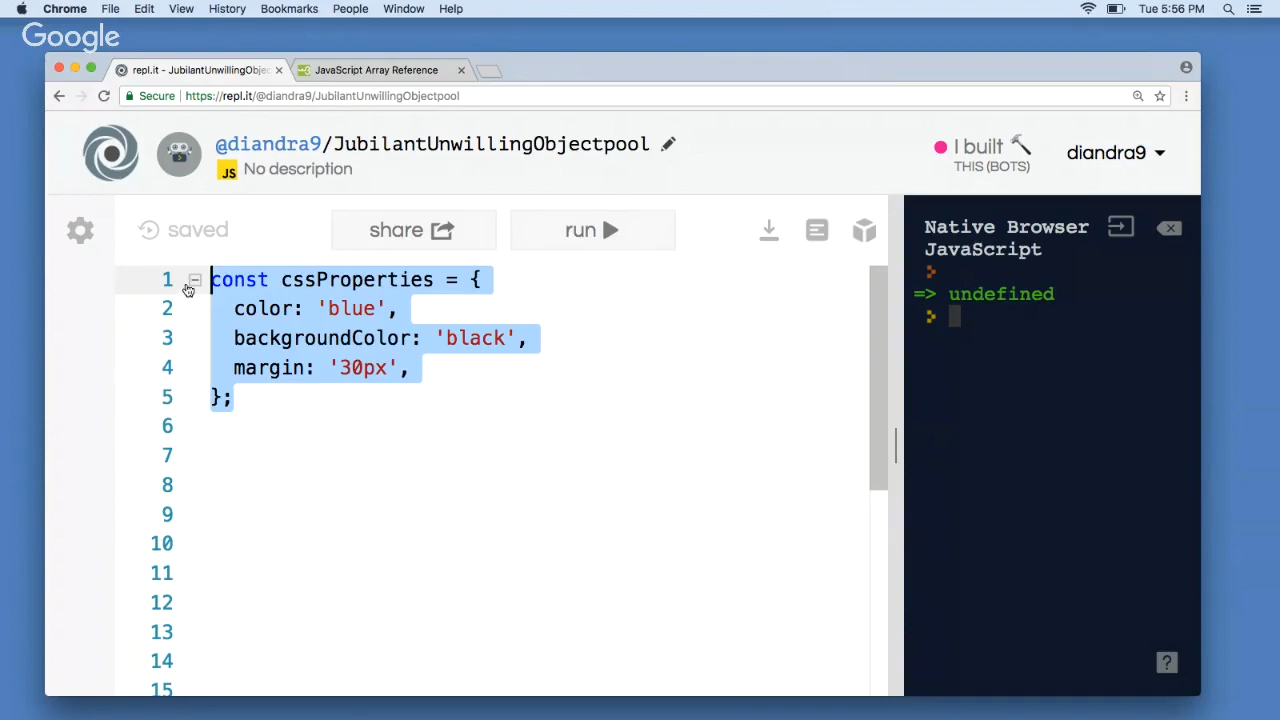 Chrome File Edit View History Bookmarks People Window Help Tue 5:56 PM
Google
repl.it - JubilantUnwillingObjec JavaScript Array Reference
Secure https://repl.it/@diandra9/JubilantUnwillingObjectpool
@diandra9/JubilantUnwillingObjectpool
JS No description
I built
THIS (BOTS)
diandra9
saved share run
Native Browser
JavaScript
=> undefined
1 const cssProperties = {
2 color: 'blue',
3 backgroundColor: 'black',
4 margin: '30px',
5 };
6
7
8
9
10
11
12
13
14
15
?